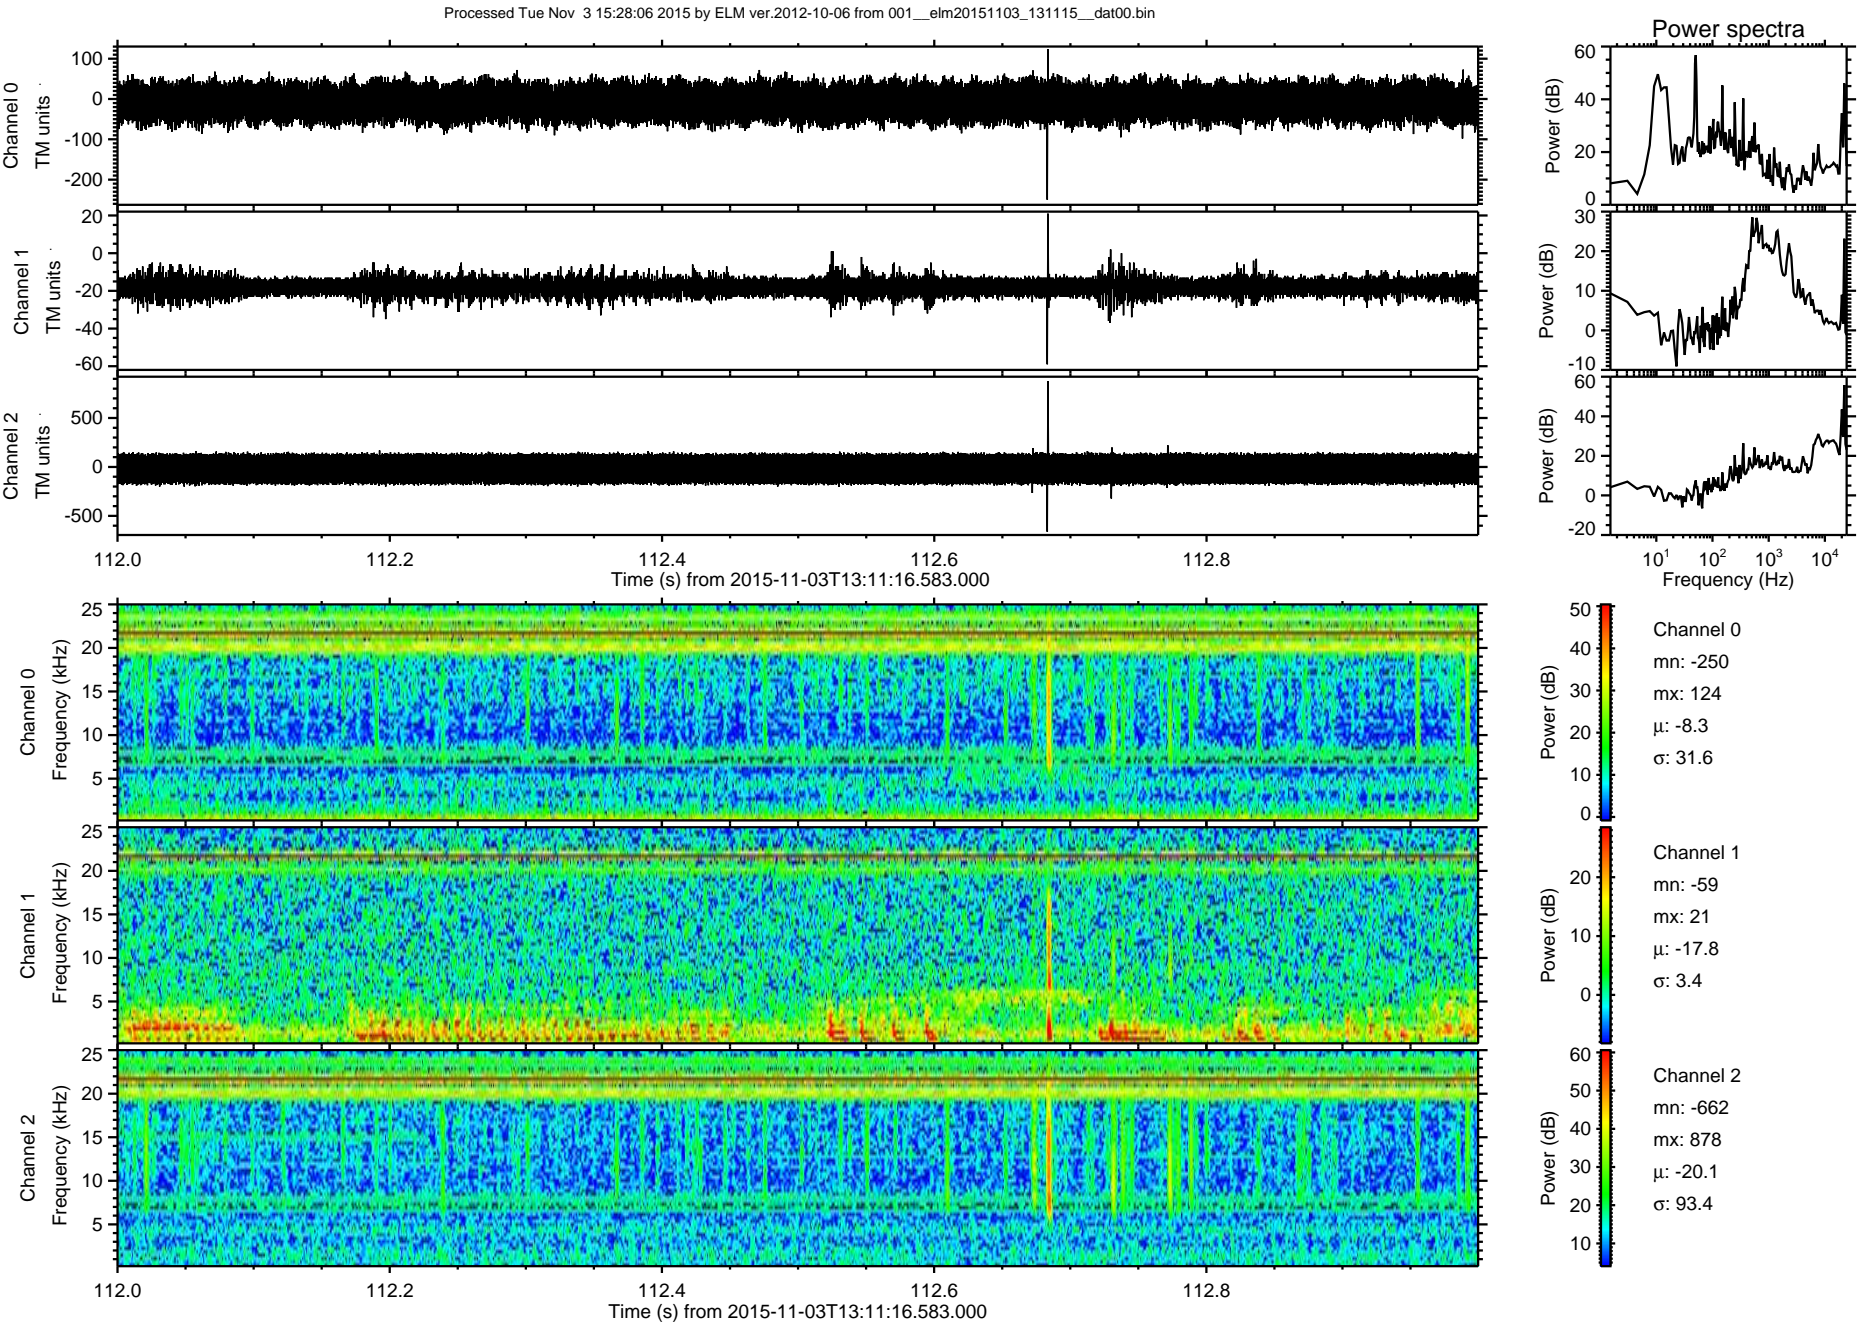 Processed Tue Nov  3 15:28:06 2015 by ELM ver.2012-10-06 from 001__elm20151103_131115__dat00.bin
Power spectra
Channel 0
TM units
100
0
-100
-200
Power (dB)
60
40
20
0
Channel 1
TM units
20
0
-20
-40
-60
Power (dB)
30
20
10
0
-10
Channel 2
TM units
500
0
-500
Power (dB)
60
40
20
0
-20
112.0 112.2 112.4 112.6 112.8
Time (s) from 2015-11-03T13:11:16.583.000
10¹ 10² 10³ 10⁴
Frequency (Hz)
Channel 0
Frequency (kHz)
25
20
15
10
5
Power (dB)
50
40
30
20
10
0
Channel 0
mn: -250
mx: 124
μ: -8.3
σ: 31.6
Channel 1
Frequency (kHz)
25
20
15
10
5
Power (dB)
20
10
0
Channel 1
mn: -59
mx: 21
μ: -17.8
σ: 3.4
Channel 2
Frequency (kHz)
25
20
15
10
5
Power (dB)
60
50
40
30
20
10
Channel 2
mn: -662
mx: 878
μ: -20.1
σ: 93.4
112.0 112.2 112.4 112.6 112.8
Time (s) from 2015-11-03T13:11:16.583.000